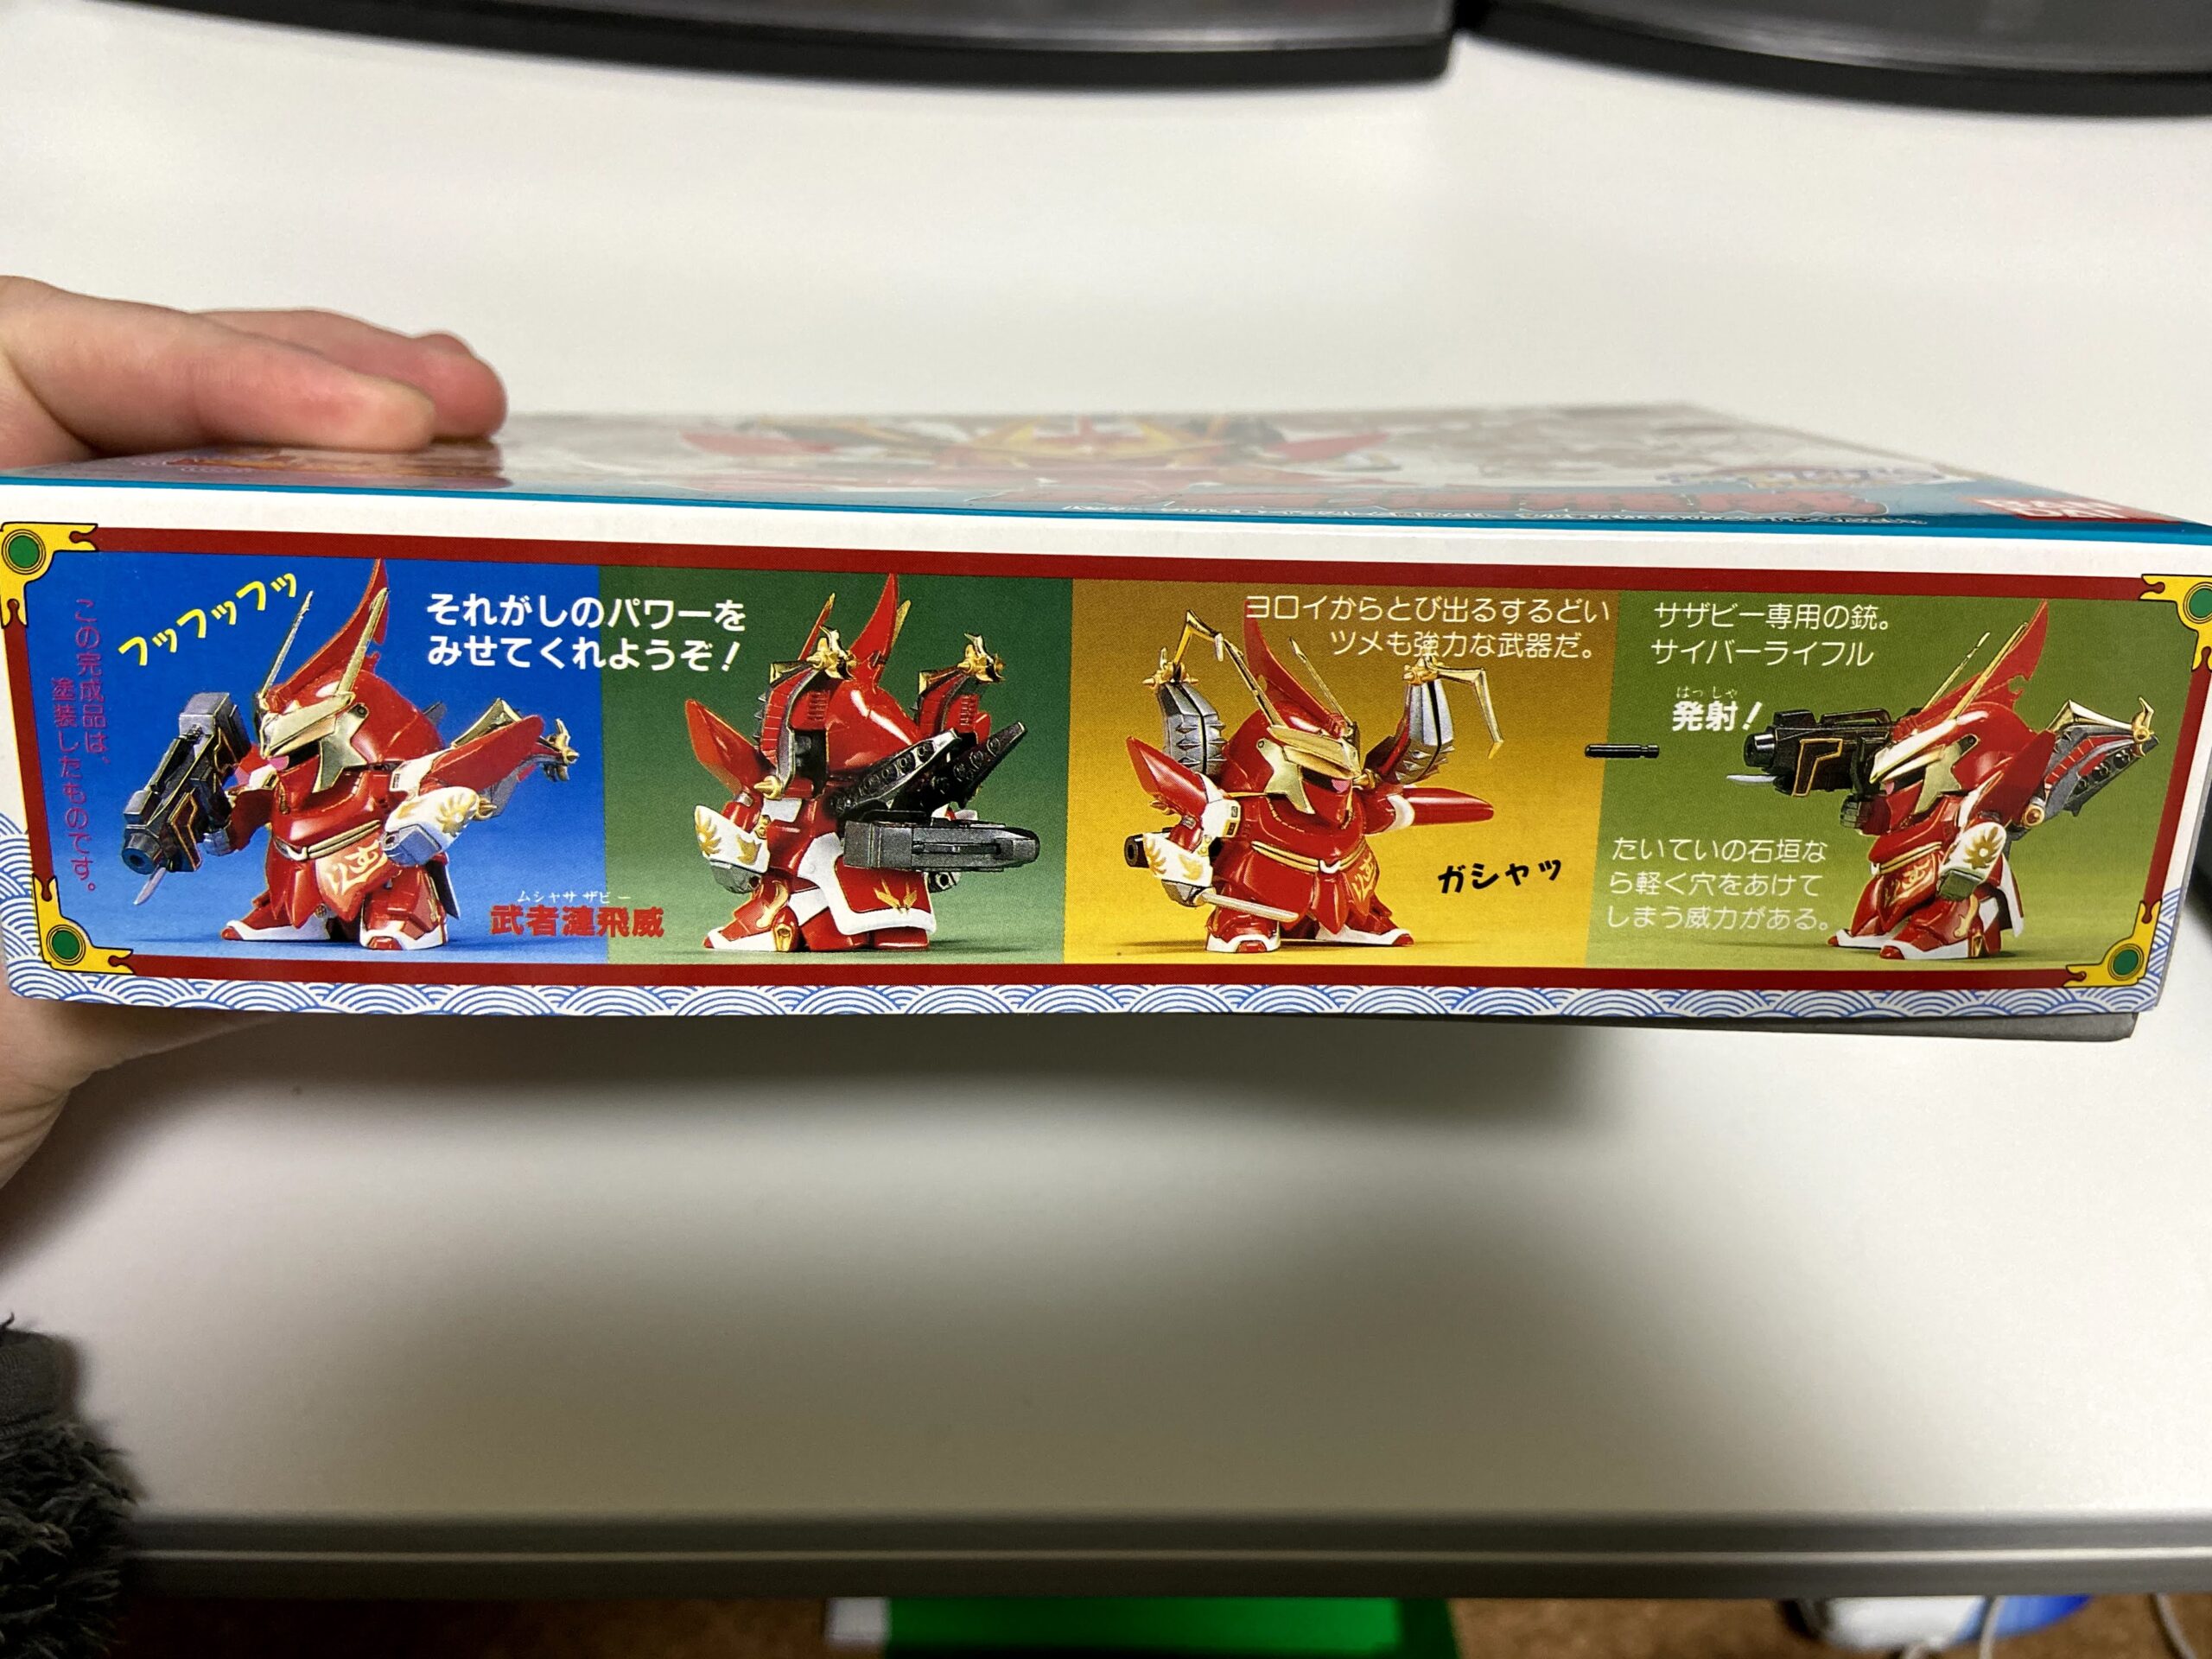 この完成品は、
塗装したものです。
フッフッフッ
それがしのパワーを
みせてくれようぞ！
ムシャサザビー
武者漣飛威
ヨロイからとび出るするどい
ツメも強力な武器だ。
ガシャッ
サザビー専用の銃。
サイバーライフル
はっしゃ
発射！
たいていの石垣な
ら軽く穴をあけて
しまう威力がある。